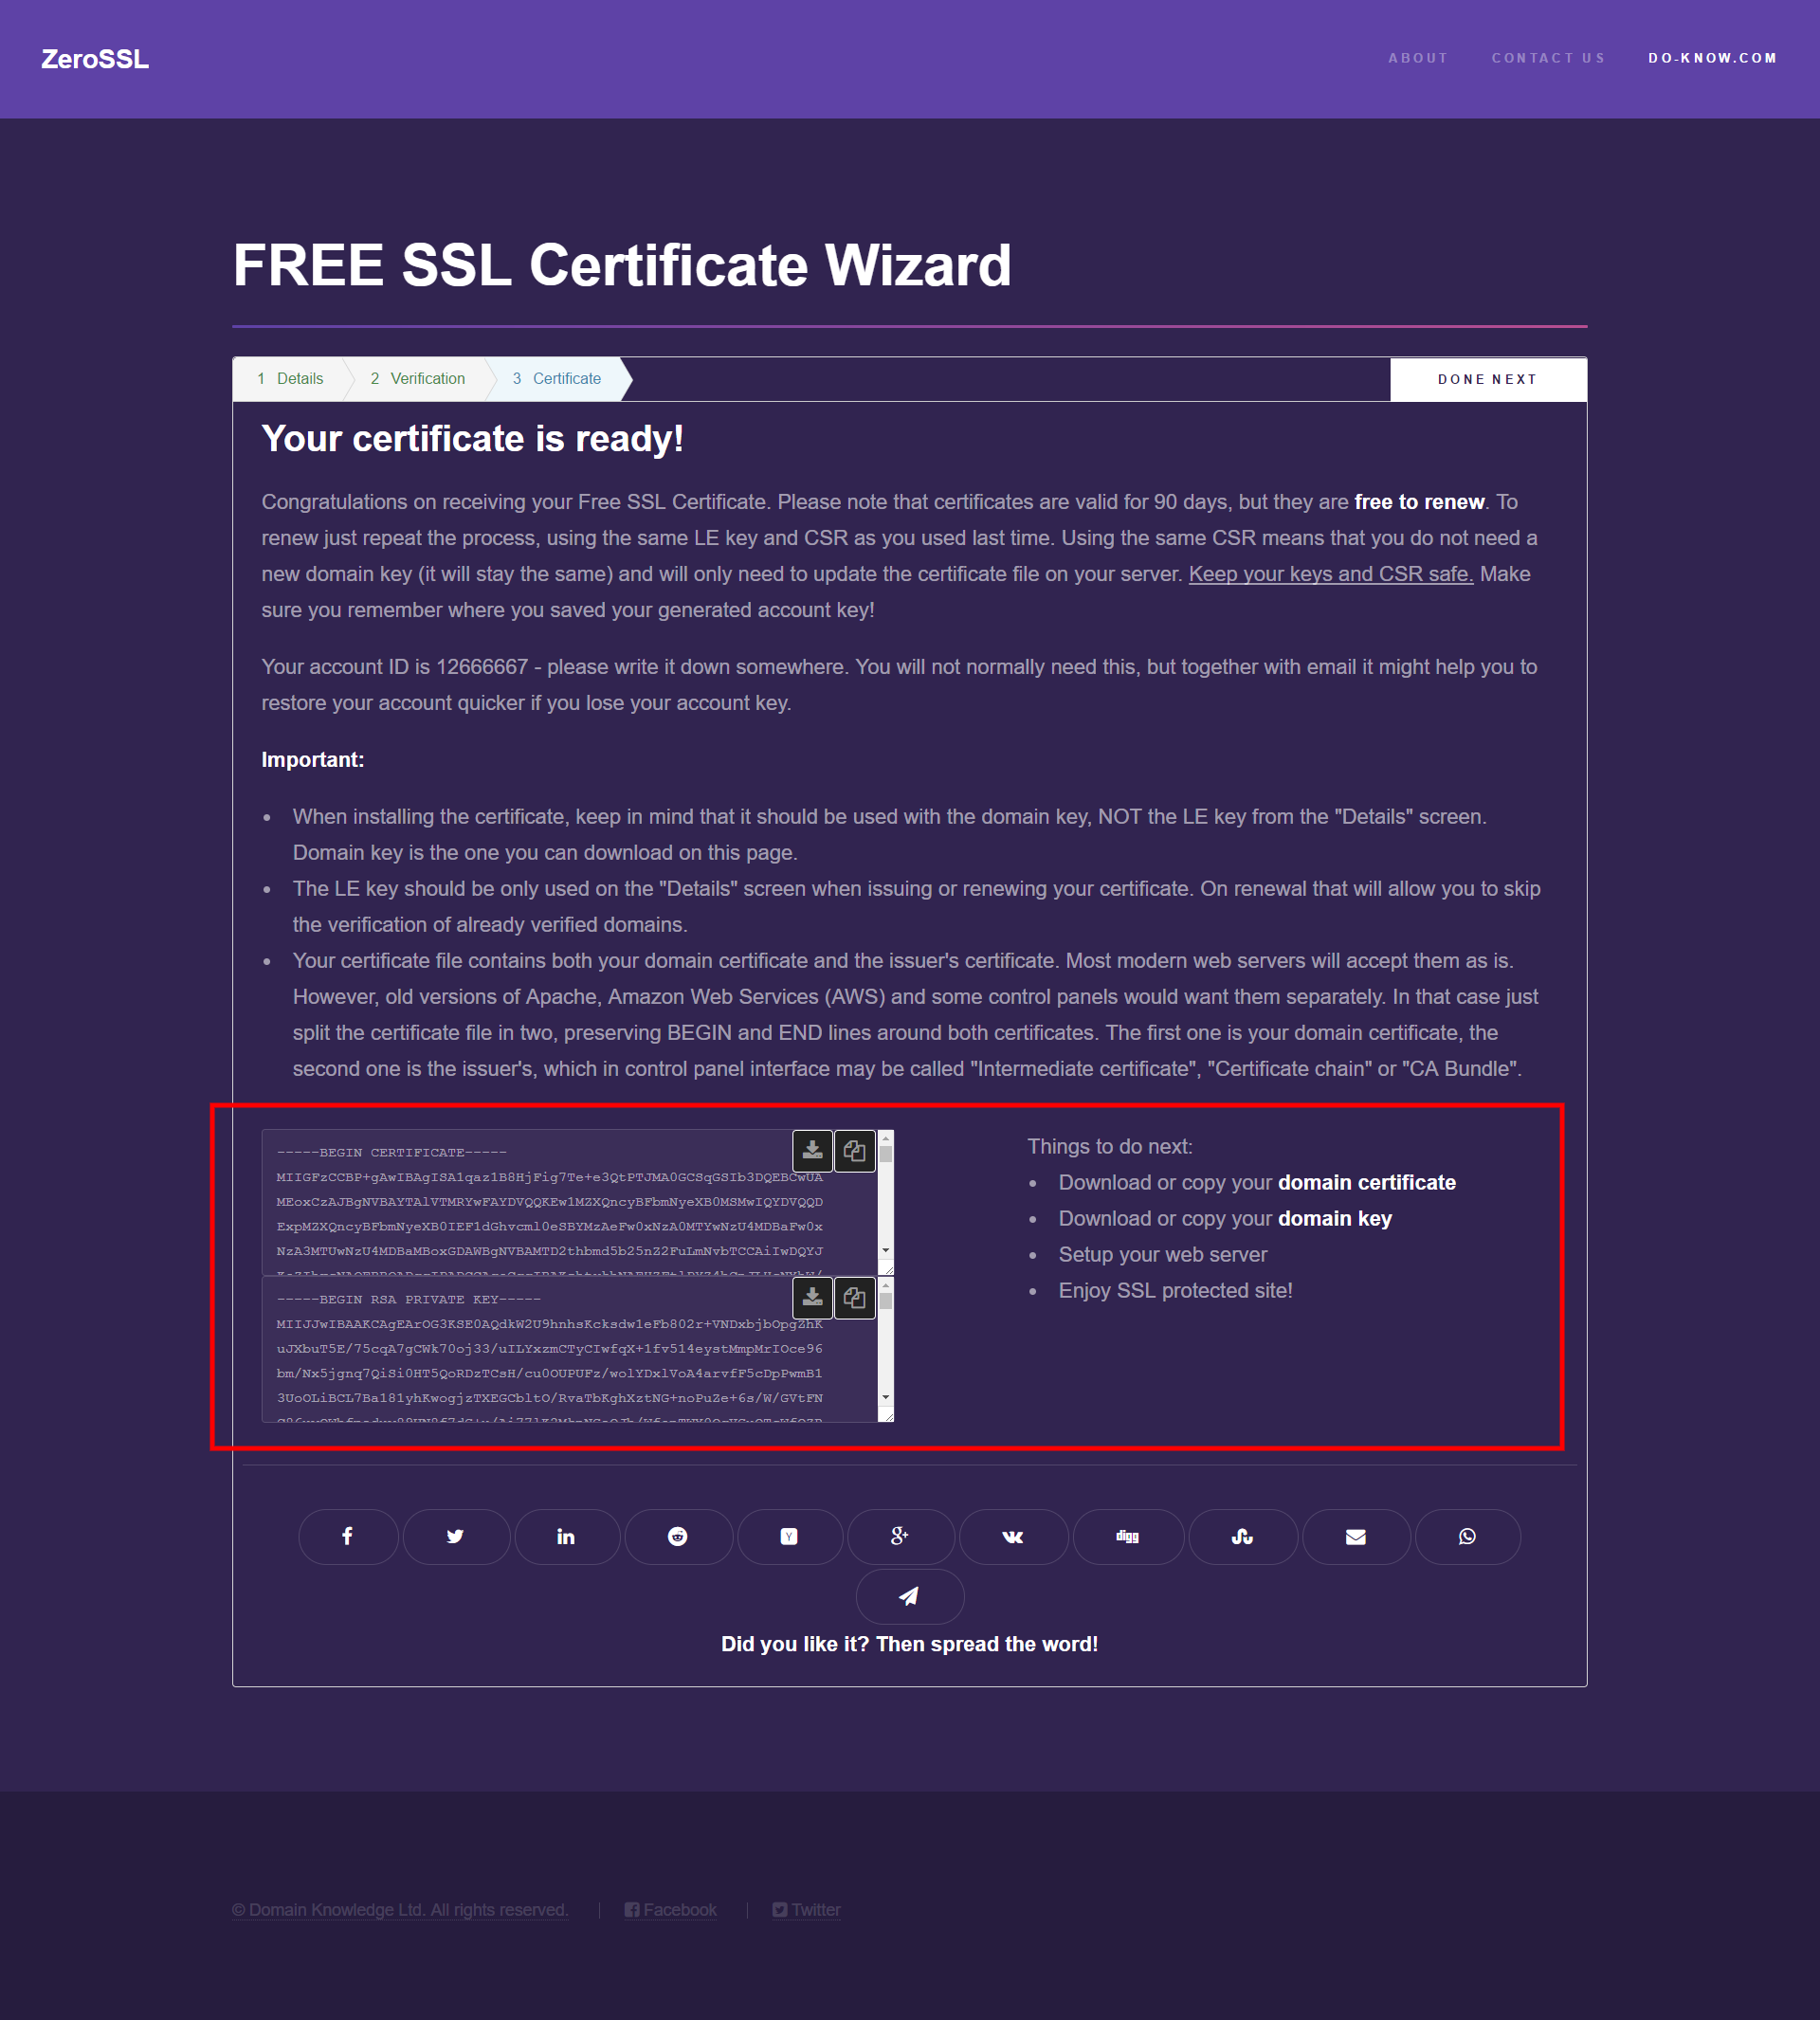 ZeroSSL
ABOUT CONTACT US DO-KNOW.COM
FREE SSL Certificate Wizard
1 Details 2 Verification 3 Certificate DONE NEXT
Your certificate is ready!
Congratulations on receiving your Free SSL Certificate. Please note that certificates are valid for 90 days, but they are free to renew. To
renew just repeat the process, using the same LE key and CSR as you used last time. Using the same CSR means that you do not need a
new domain key (it will stay the same) and will only need to update the certificate file on your server. Keep your keys and CSR safe. Make
sure you remember where you saved your generated account key!
Your account ID is 12666667 - please write it down somewhere. You will not normally need this, but together with email it might help you to
restore your account quicker if you lose your account key.
Important:
• When installing the certificate, keep in mind that it should be used with the domain key, NOT the LE key from the "Details" screen.
Domain key is the one you can download on this page.
• The LE key should be only used on the "Details" screen when issuing or renewing your certificate. On renewal that will allow you to skip
the verification of already verified domains.
• Your certificate file contains both your domain certificate and the issuer's certificate. Most modern web servers will accept them as is.
However, old versions of Apache, Amazon Web Services (AWS) and some control panels would want them separately. In that case just
split the certificate file in two, preserving BEGIN and END lines around both certificates. The first one is your domain certificate, the
second one is the issuer's, which in control panel interface may be called "Intermediate certificate", "Certificate chain" or "CA Bundle".
-----BEGIN CERTIFICATE-----
MIIGFzCCBP+gAwIBAgISA1qaz1B8HjFig7Te+e3QtPTJMA0GCSqGSIb3DQEBCwUA
MEoxCzAJBgNVBAYTAlVTMRYwFAYDVQQKEw1MZXQncyBFbmNyeXB0MSMwIQYDVQQD
ExpMZXQncyBFbmNyeXB0IEF1dGhvcml0eSBYMzAeFw0xNzA0MTYwNzU4MDBaFw0x
NzA3MTUwNzU4MDBaMBoxGDAWBgNVBAMTD2thbmd5b25nZ2FuLmNvbTCCAiIwDQYJ
-----BEGIN RSA PRIVATE KEY-----
Things to do next:
• Download or copy your domain certificate
• Download or copy your domain key
• Setup your web server
• Enjoy SSL protected site!
digg
Did you like it? Then spread the word!
© Domain Knowledge Ltd. All rights reserved. | Facebook | Twitter